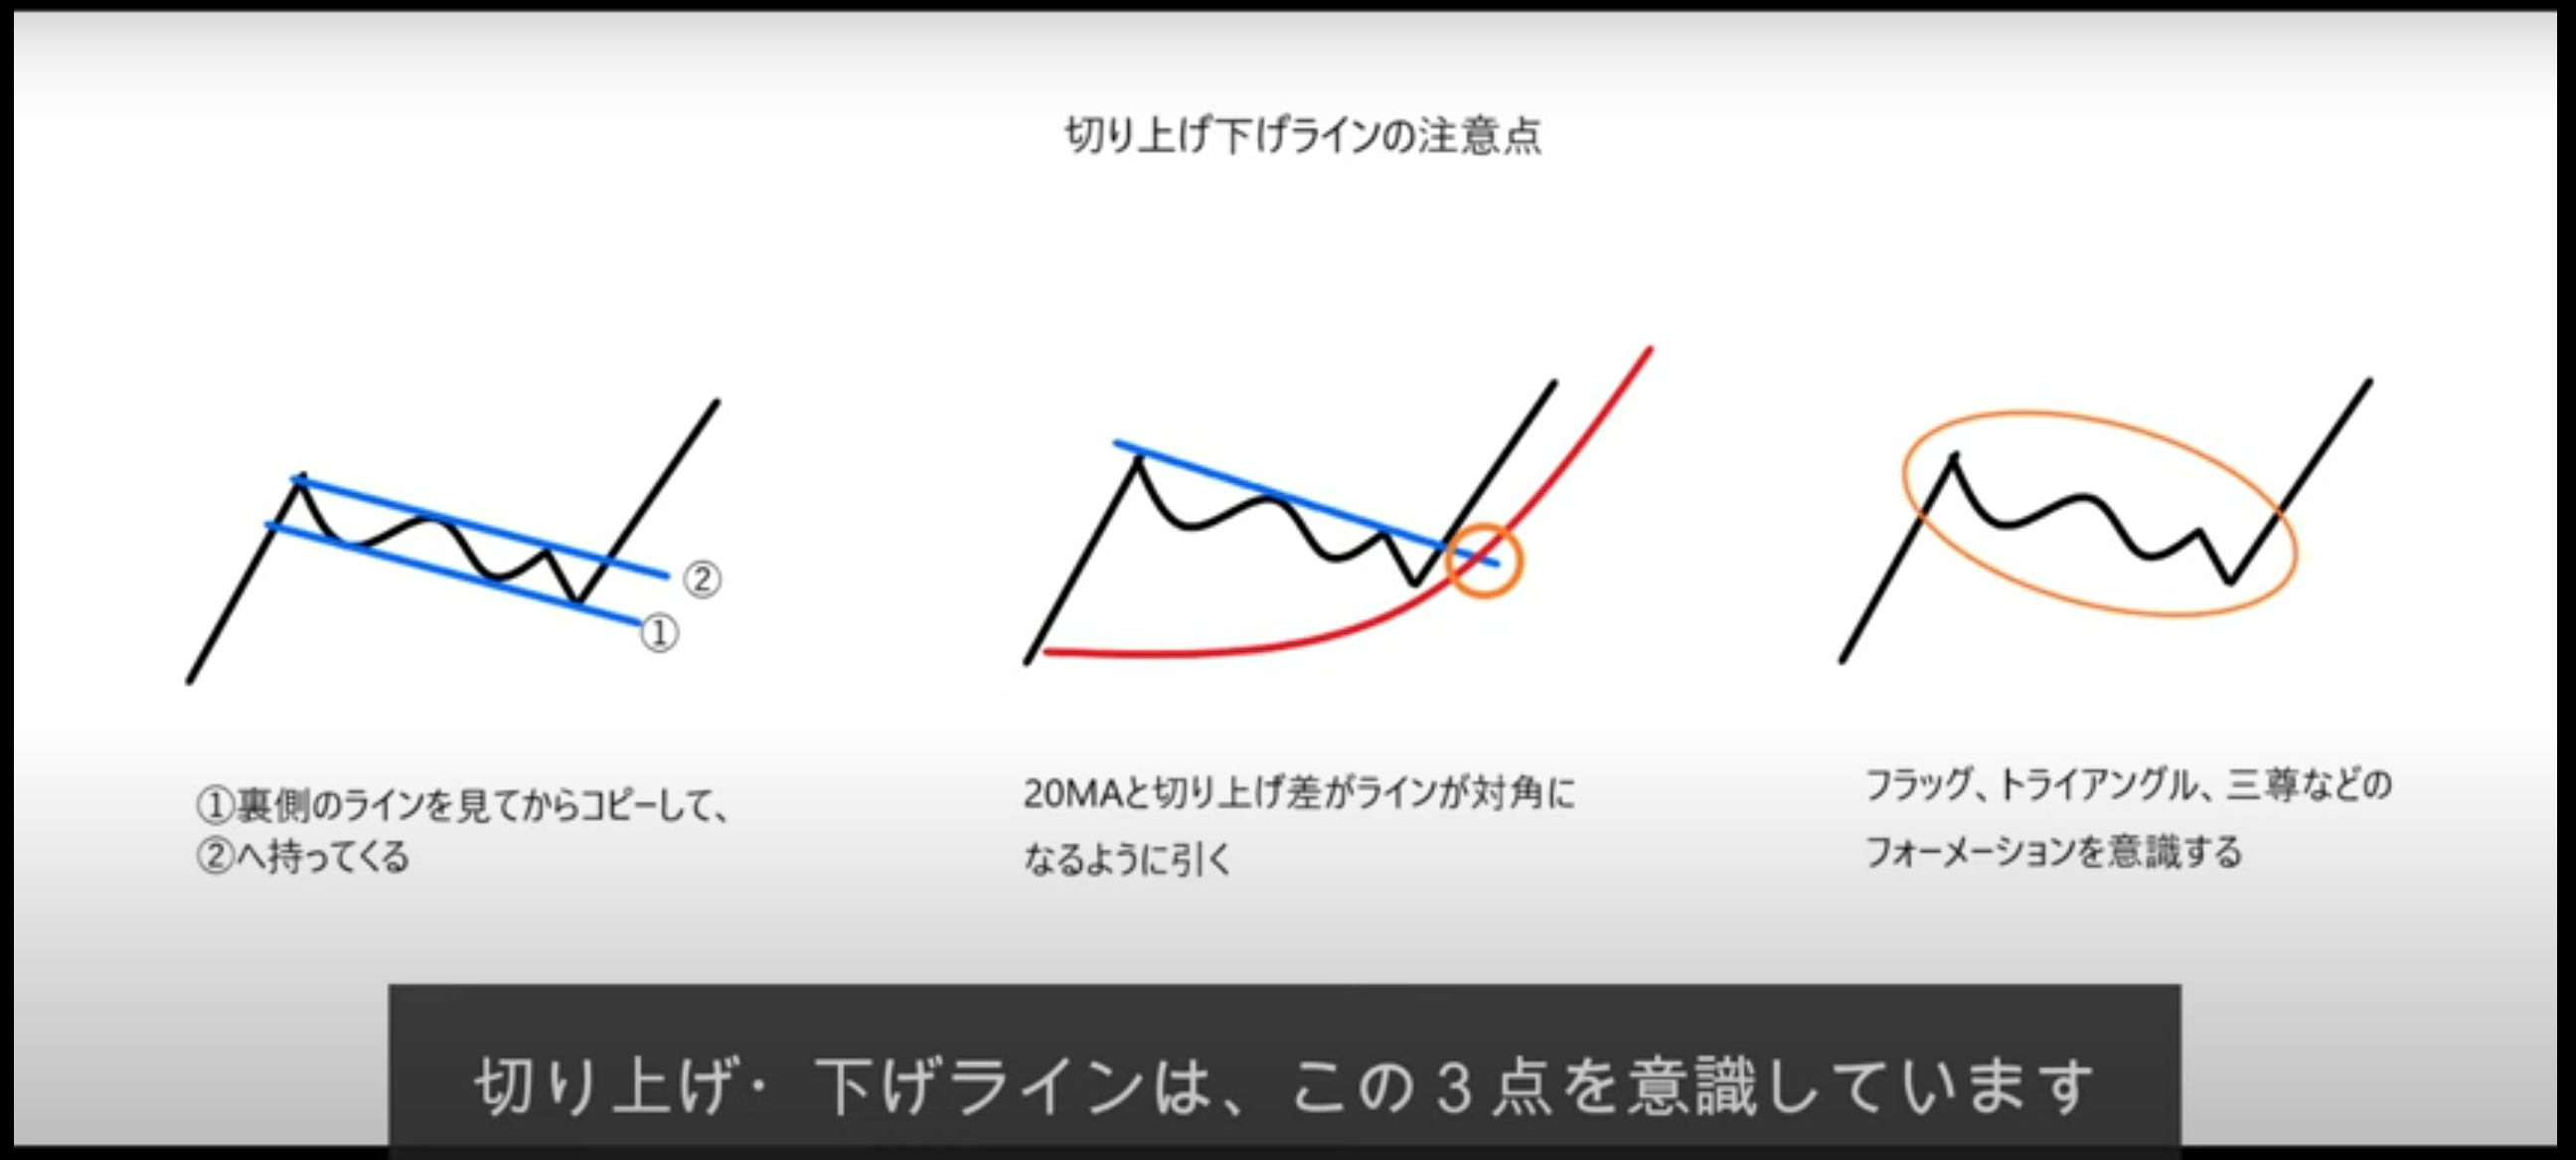 切り上げ下げラインの注意点
②
①
①裏側のラインを見てからコピーして、
②へ持ってくる
20MAと切り上げ差がラインが対角に
なるように引く
フラッグ、トライアングル、三尊などの
フォーメーションを意識する
切り上げ・下げラインは、この3点を意識しています